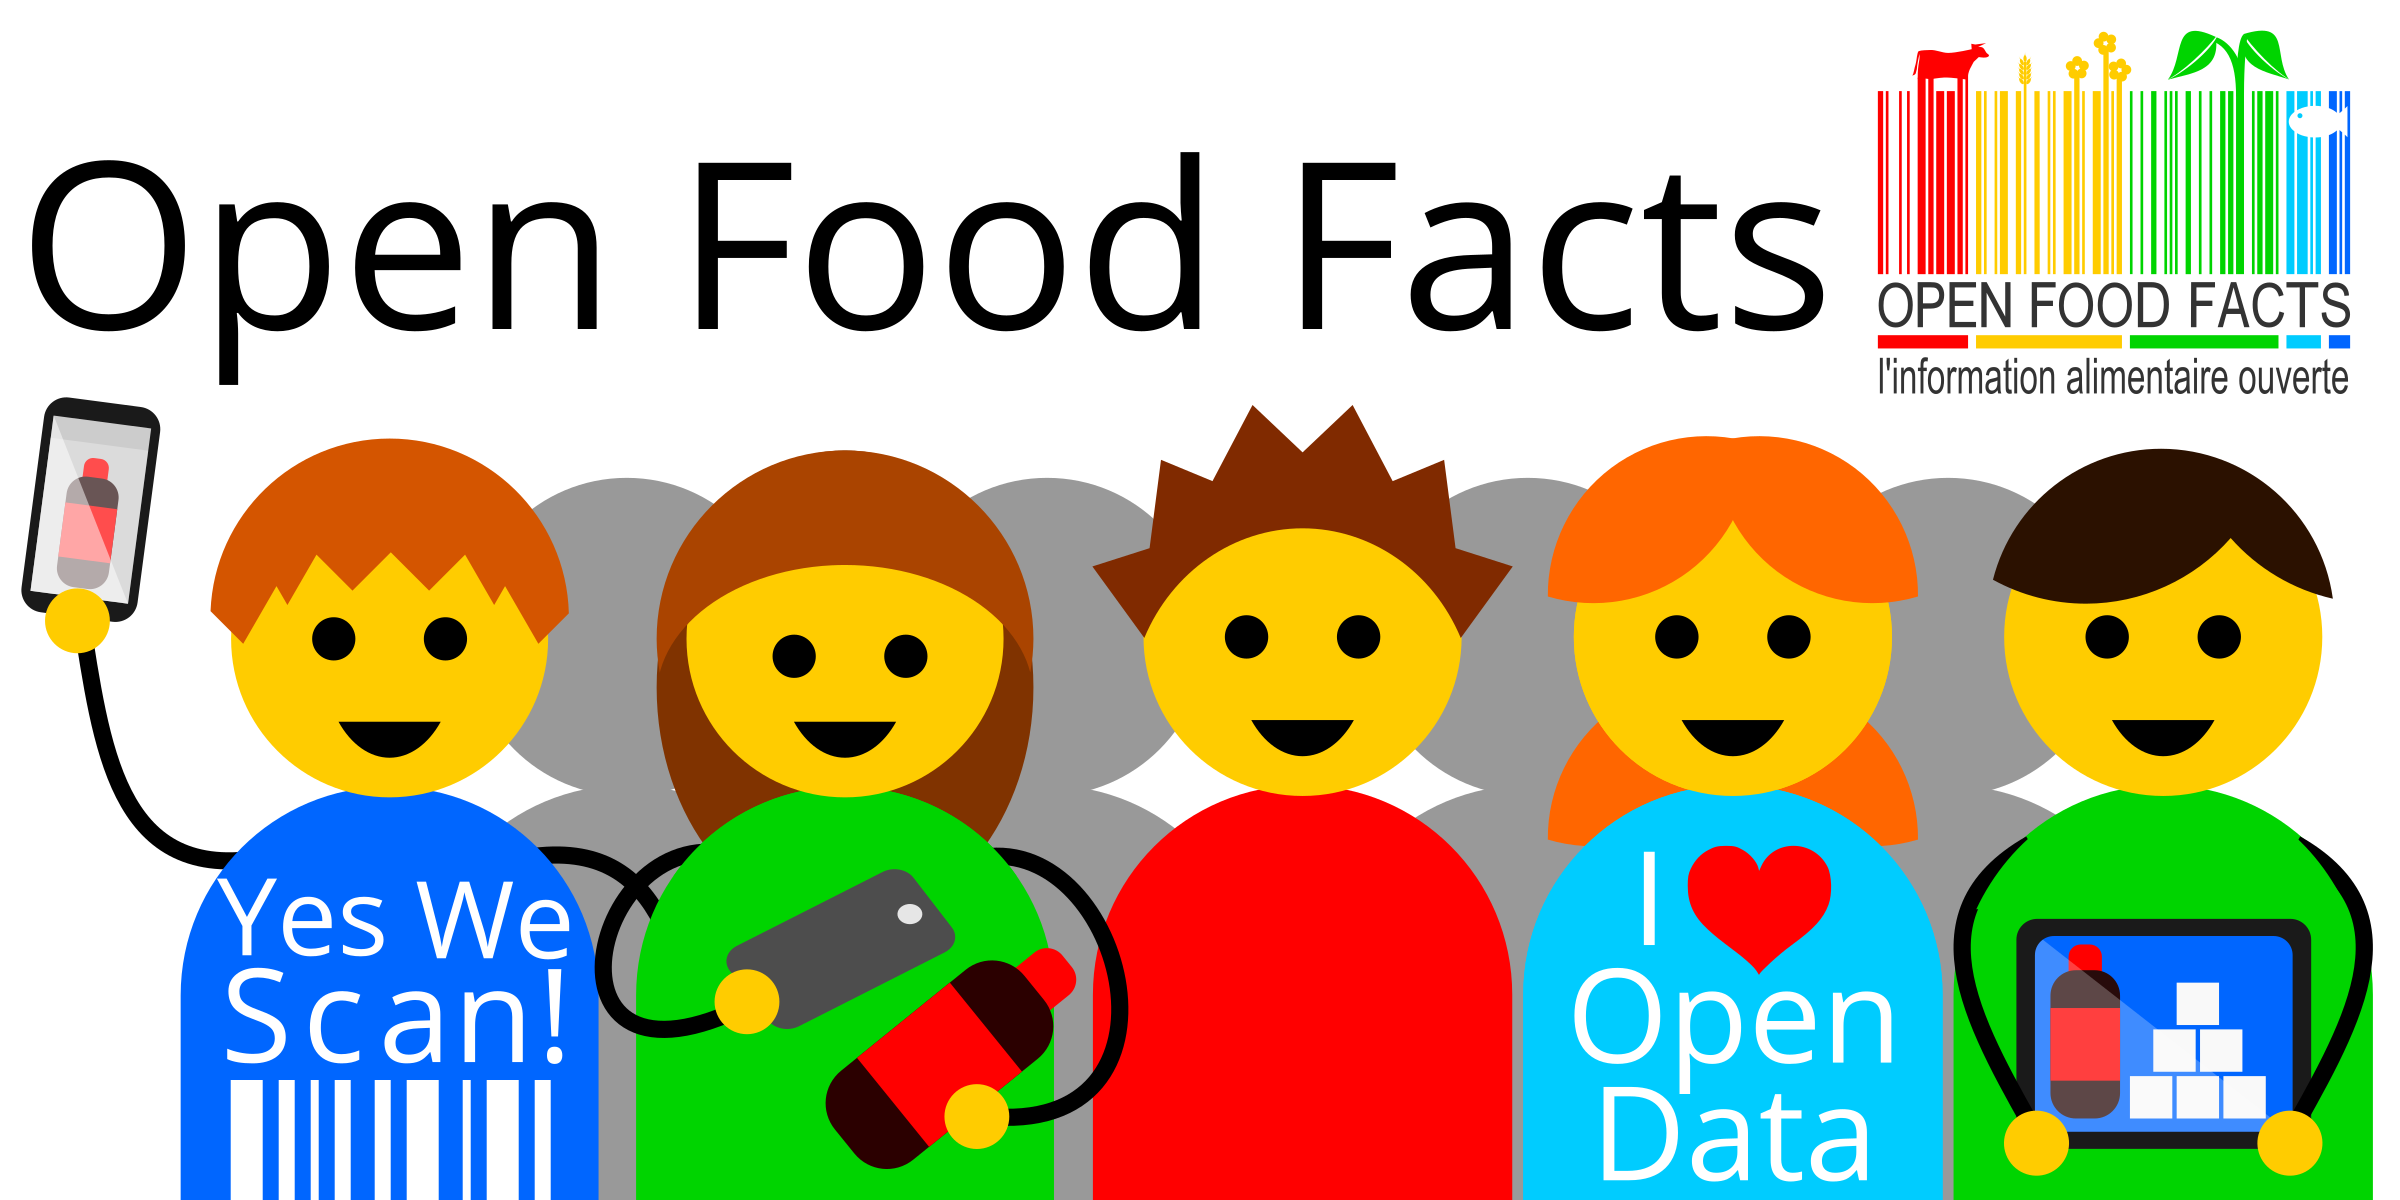 Open Food Facts
OPEN FOOD FACTS
l'information alimentaire ouverte
Yes We
Scan!
I
Open
Data